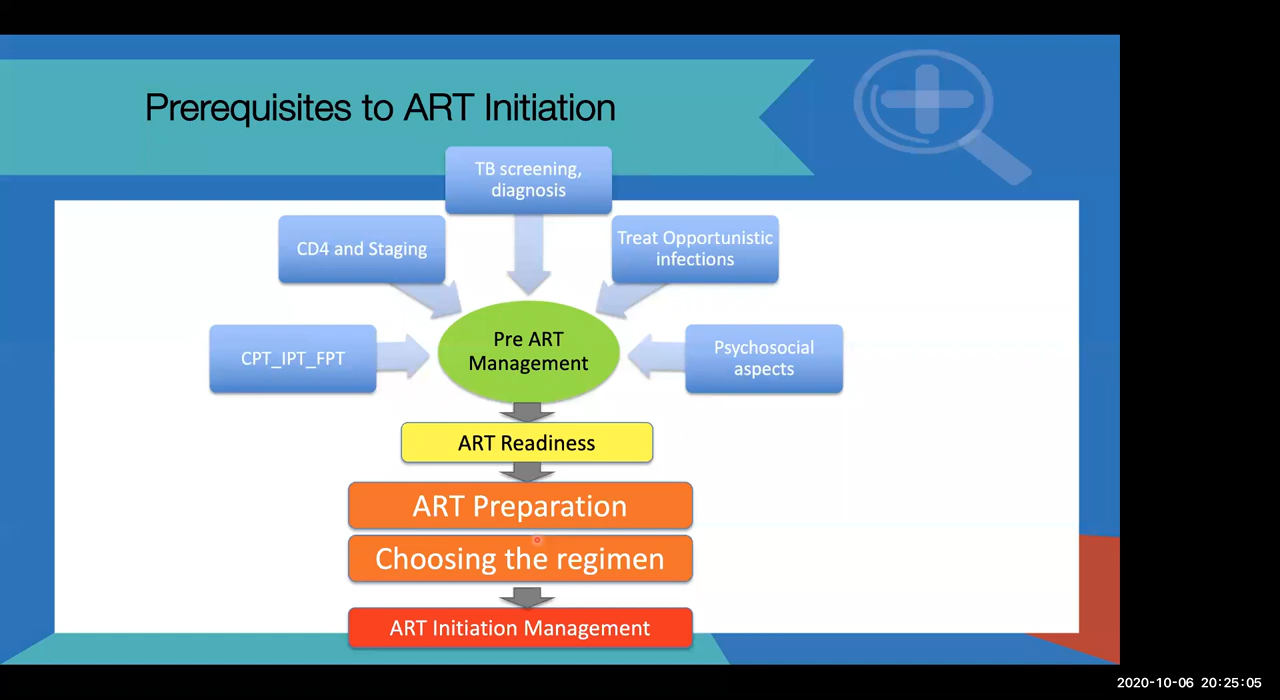 Prerequisites to ART Initiation
TB screening,
diagnosis
CD4 and Staging
Treat Opportunistic
infections
CPT_IPT_FPT
Pre ART
Management
Psychosocial
aspects
ART Readiness
ART Preparation
Choosing the regimen
ART Initiation Management
2020-10-06 20:25:05